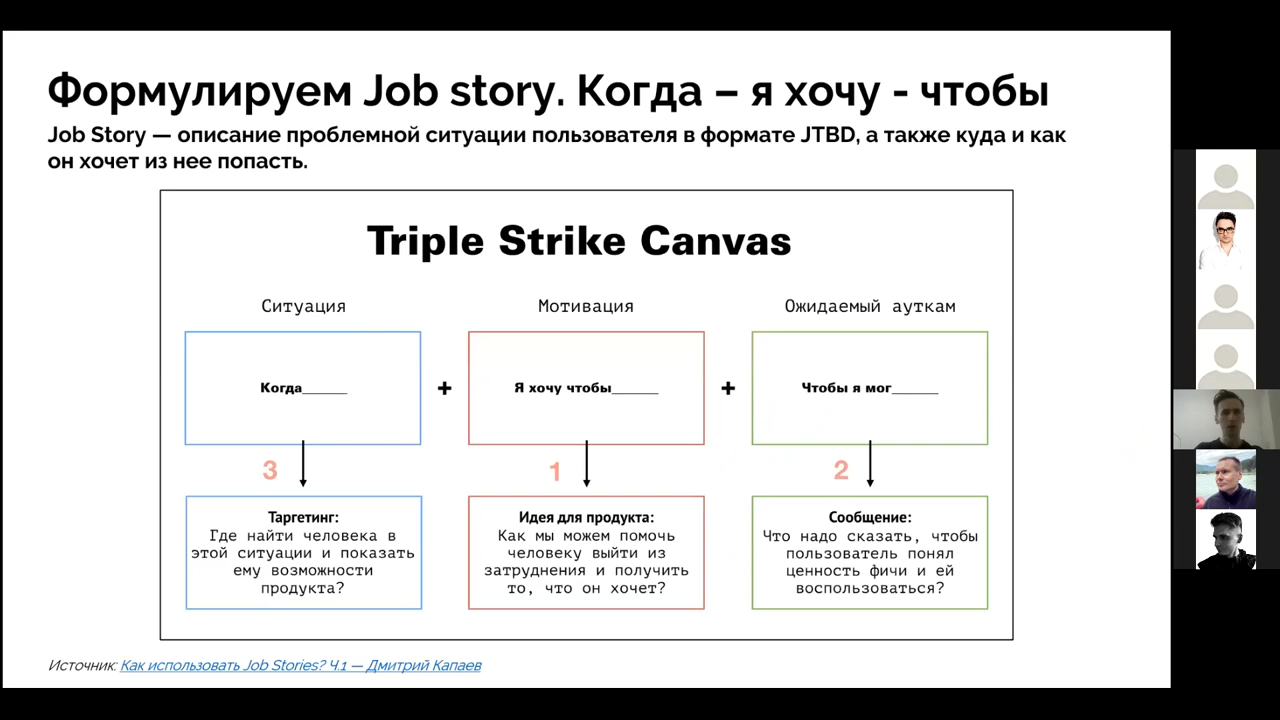 Формулируем Job story. Когда – я хочу - чтобы
Job Story — описание проблемной ситуации пользователя в формате JTBD, а также куда и как
он хочет из нее попасть.
Triple Strike Canvas
Ситуация
Мотивация
Ожидаемый ауткам
Когда______
+
Я хочу чтобы______
+
Чтобы я мог______
3
1
2
Таргетинг:
Где найти человека в
этой ситуации и показать
ему возможности
продукта?
Идея для продукта:
Как мы можем помочь
человеку выйти из
затруднения и получить
то, что он хочет?
Сообщение:
Что надо сказать, чтобы
пользователь понял
ценность фичи и ей
воспользоваться?
Источник: Как использовать Job Stories? Ч.1 — Дмитрий Капаев